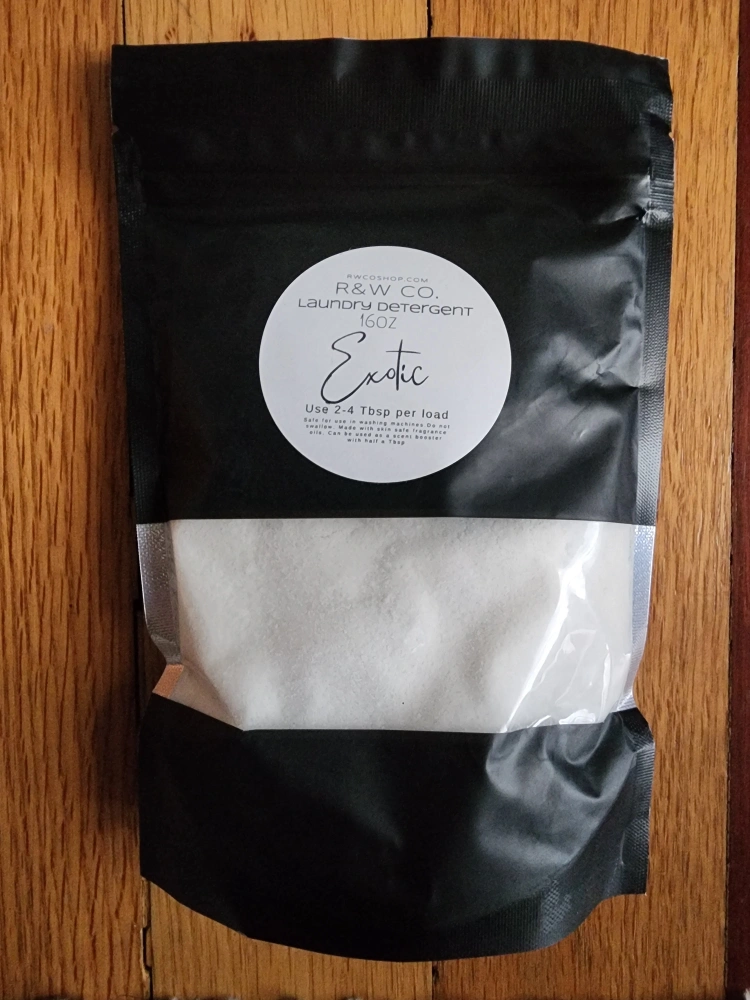 RWCOSHOP.COM
R&W CO.
Laundry Detergent
16oz
Exotic
Use 2-4 Tbsp per load
Safe for use in washing machines Do not
swallow. Made with skin safe fragrance
oils. Can be used as a scent booster
with half a Tbsp